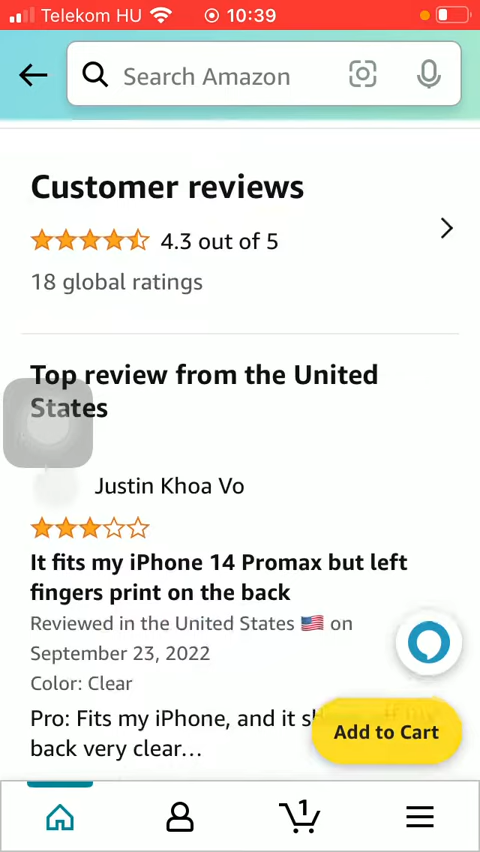 Telekom HU 10:39
Search Amazon
Customer reviews
4.3 out of 5
18 global ratings
Top review from the United
States
Justin Khoa Vo
It fits my iPhone 14 Promax but left
fingers print on the back
Reviewed in the United States on
September 23, 2022
Color: Clear
Pro: Fits my iPhone, and it
back very clear...
Add to Cart
1